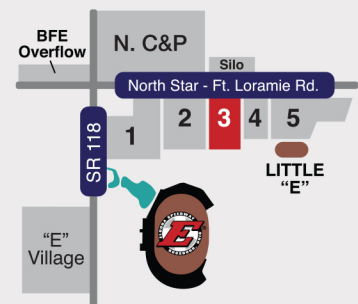 BFE
Overflow
N. C&P
Silo
North Star - Ft. Loramie Rd.
SR 118
1
2
3
4
5
LITTLE
“E”
E
“E”
Village